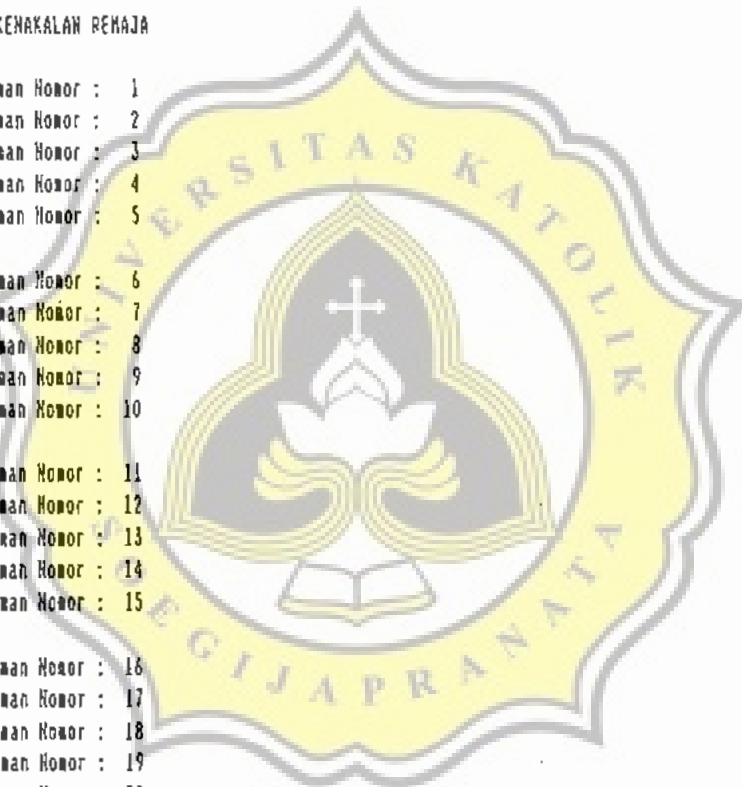 KENAKALAN REMAJA
man Nomor : 1
man Nomor : 2
man Nomor : 3
man Nomor : 4
man Nomor : 5
man Nomor : 6
man Nomor : 7
man Nomor : 8
man Nomor : 9
man Nomor : 10
man Nomor : 11
man Nomor : 12
man Nomor : 13
man Nomor : 14
man Nomor : 15
man Nomor : 16
man Nomor : 17
man Nomor : 18
man Nomor : 19
UNIVERSITAS KATOLIK
SOEGIJAPRANATA